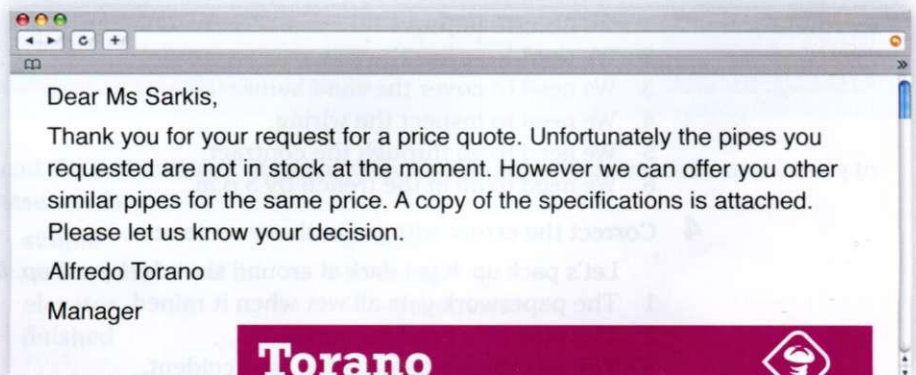 Dear Ms Sarkis,
Thank you for your request for a price quote. Unfortunately the pipes you
requested are not in stock at the moment. However we can offer you other
similar pipes for the same price. A copy of the specifications is attached.
Please let us know your decision.
Alfredo Torano
Manager
Torano